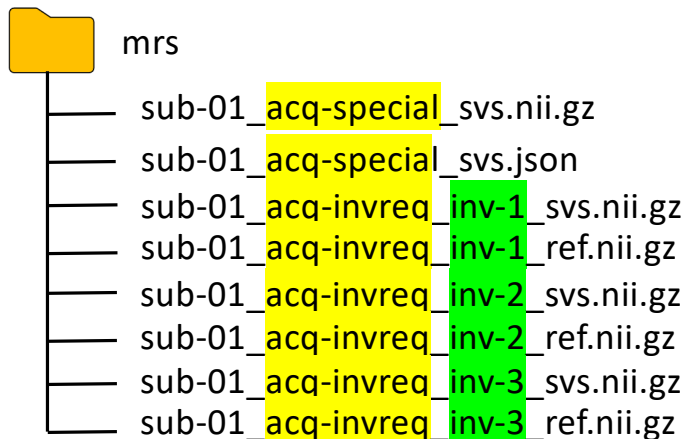 mrs
sub-01_acq-special_svs.nii.gz
sub-01_acq-special_svs.json
sub-01_acq-invreq_inv-1_svs.nii.gz
sub-01_acq-invreq_inv-1_ref.nii.gz
sub-01_acq-invreq_inv-2_svs.nii.gz
sub-01_acq-invreq_inv-2_ref.nii.gz
sub-01_acq-invreq_inv-3_svs.nii.gz
sub-01_acq-invreq_inv-3_ref.nii.gz